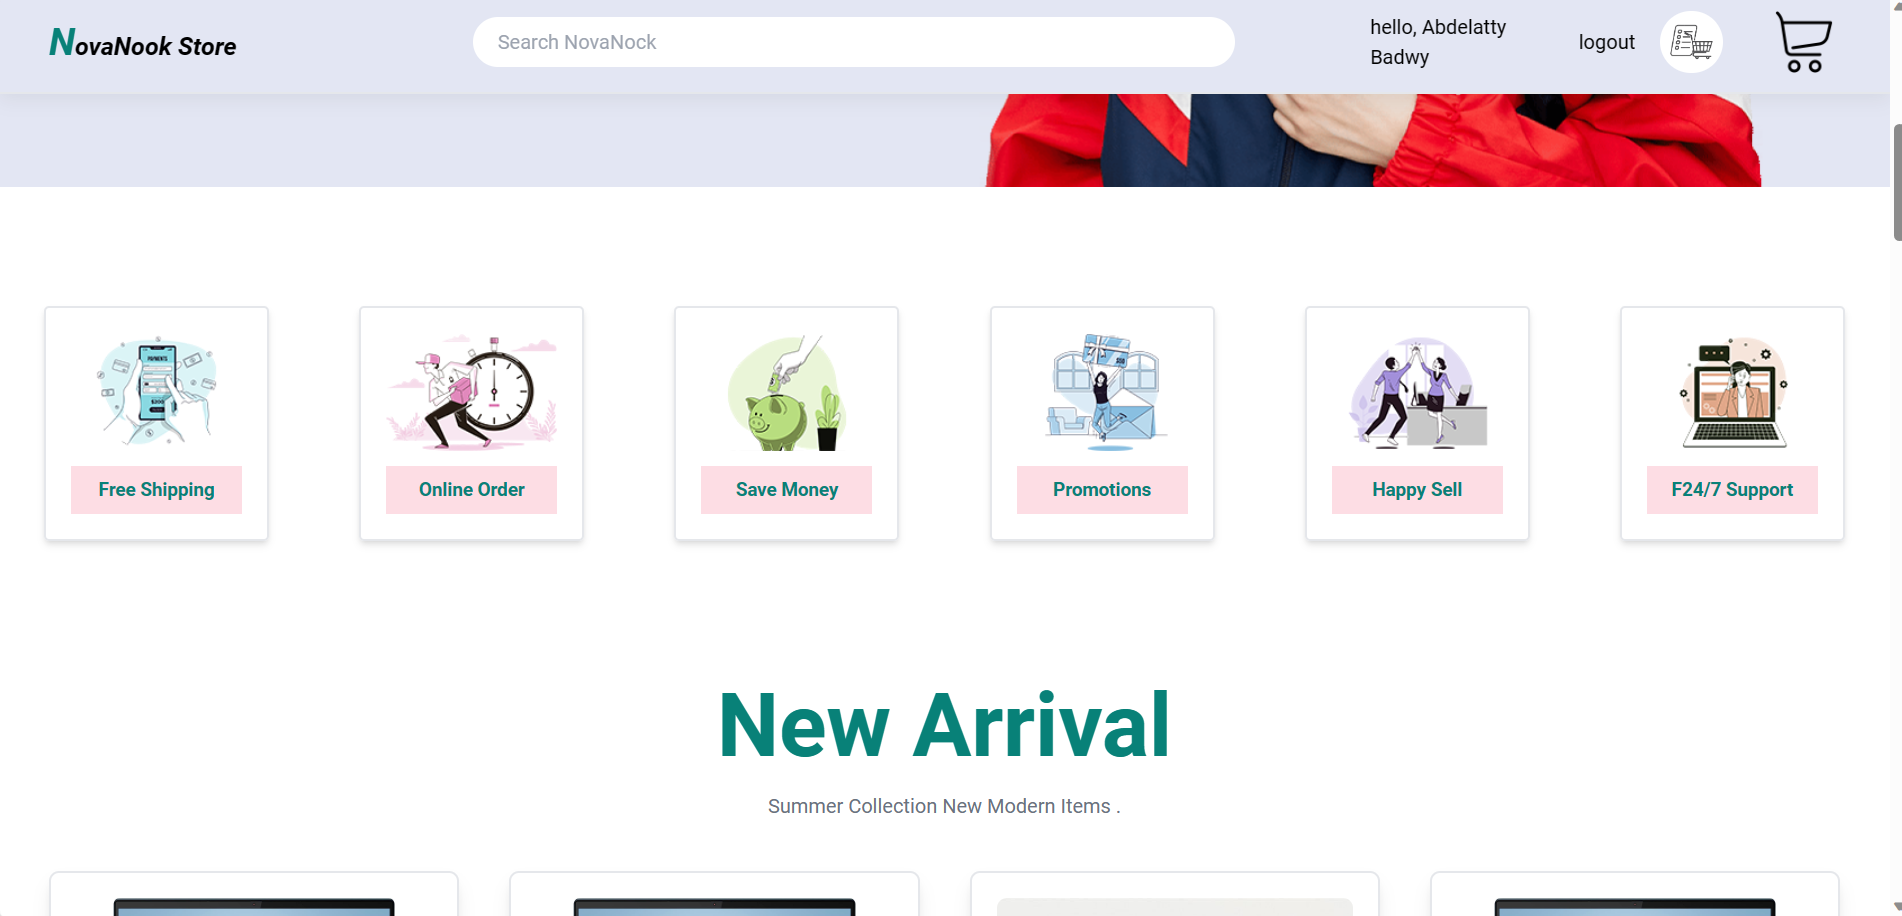 NovaNook Store
Search NovaNock
hello, Abdelatty
Badwy
logout
PAYMENTS
Free Shipping
Online Order
Save Money
Promotions
Happy Sell
F24/7 Support
New Arrival
Summer Collection New Modern Items .